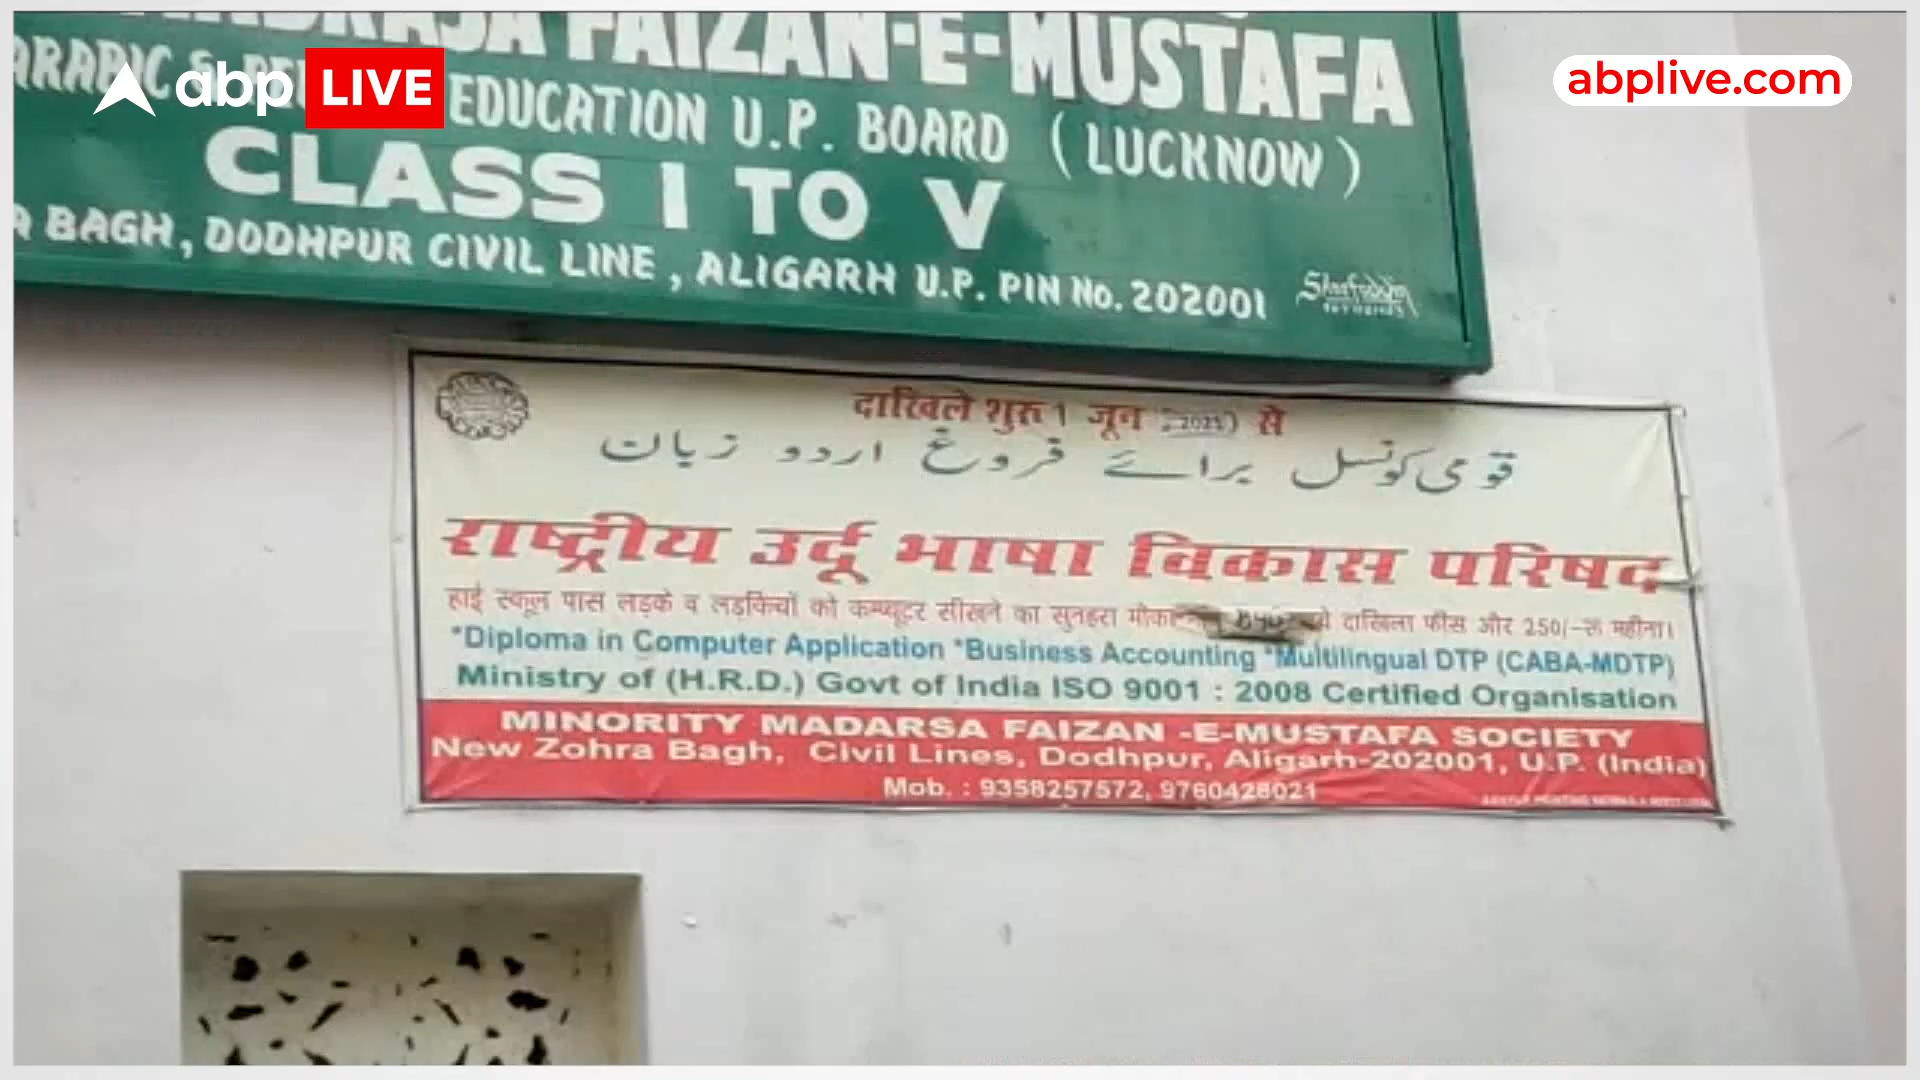 FAIZAN-E-MUSTAFA
abp LIVE
abplive.com
EDUCATION U.P. BOARD (LUCKNOW)
CLASS I TO V
BAGH, DODHPUR CIVIL LINE, ALIGARH U.P. PIN No. 202001
दाखिले शुरू 1 जून 2023 से
قومی کونسل برائے فروغ اردو زبان
राष्ट्रीय उर्दू भाषा विकास परिषद
हाई स्कूल पास लड़के व लड़कियों को कम्प्यूटर सीखने का सुनहरा मौका दाखिला फीस और 250/-रू महीना।
*Diploma in Computer Application *Business Accounting *Multilingual DTP (CABA-MDTP)
Ministry of (H.R.D.) Govt of India ISO 9001 : 2008 Certified Organisation
MINORITY MADARSA FAIZAN -E-MUSTAFA SOCIETY
New Zohra Bagh, Civil Lines, Dodhpur, Aligarh-202001, U.P. (India)
Mob. : 9358257572, 9760428021